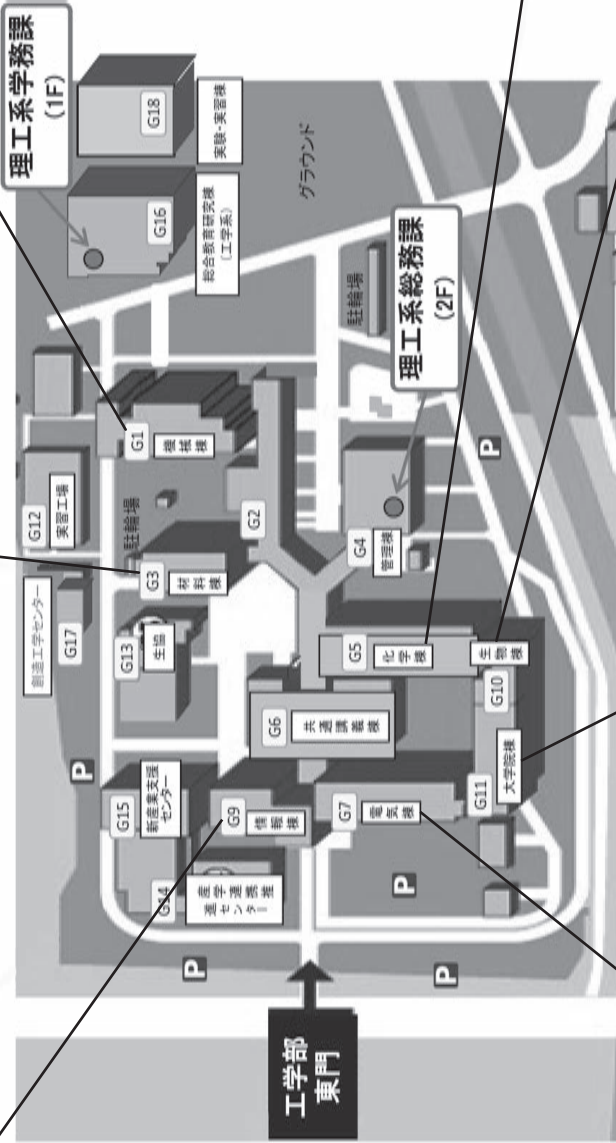 理工系学務課
(1F)
G18
実験・実習棟
G16
総合教育研究棟
(工学系)
グラウンド
駐輪場
理工系総務課
(2F)
G1
機械棟
G12
実習工場
駐輪場
G2
G3
材料棟
G4
管理棟
創造工学センター
G17
G13
生協
G5
化学棟
生物棟
G10
G6
共通講義棟
大学院棟
G11
G7
電気棟
G9
情報棟
G15
新産業支援
センター
G14
産学連携推
進センター
P
P
P
P
P
工学部
東門